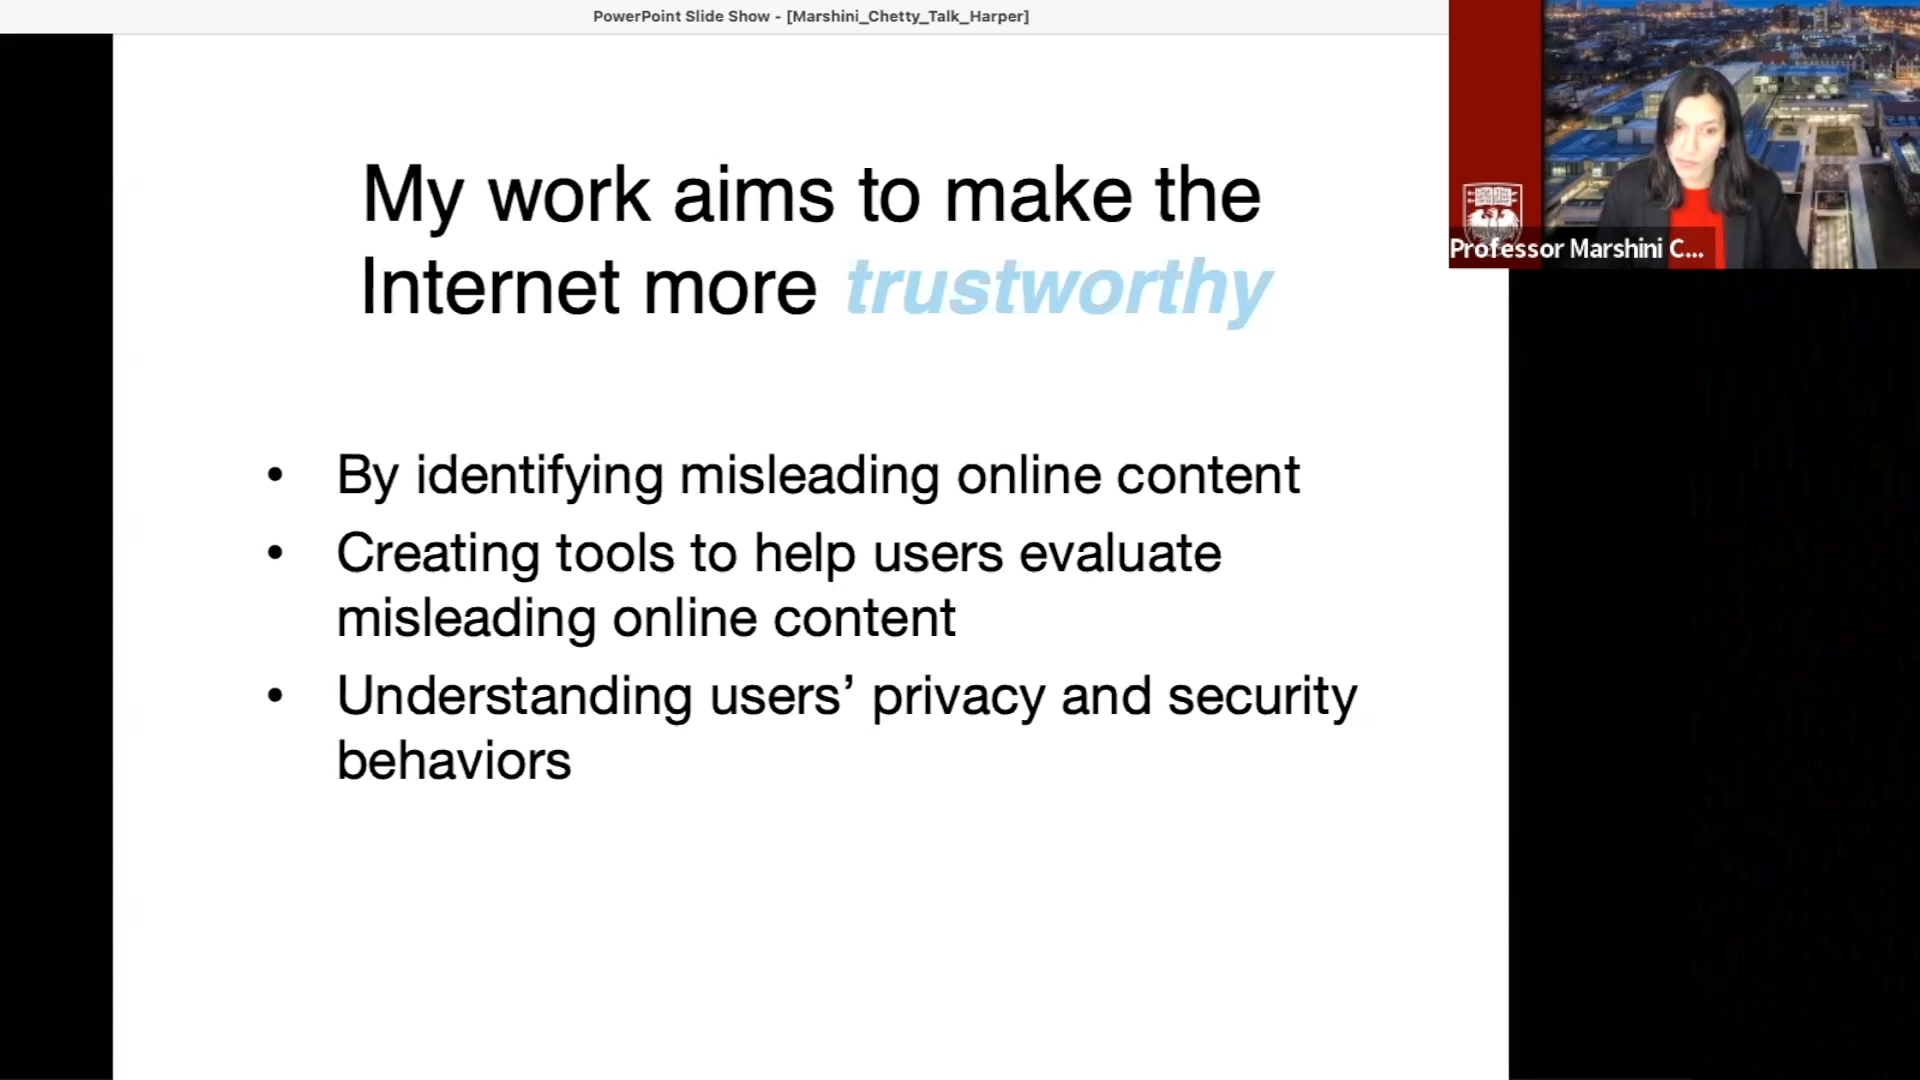 PowerPoint Slide Show - [Marshini_Chetty_Talk_Harper]
Professor Marshini C...
My work aims to make the
Internet more trustworthy
• By identifying misleading online content
• Creating tools to help users evaluate
misleading online content
• Understanding users’ privacy and security
behaviors